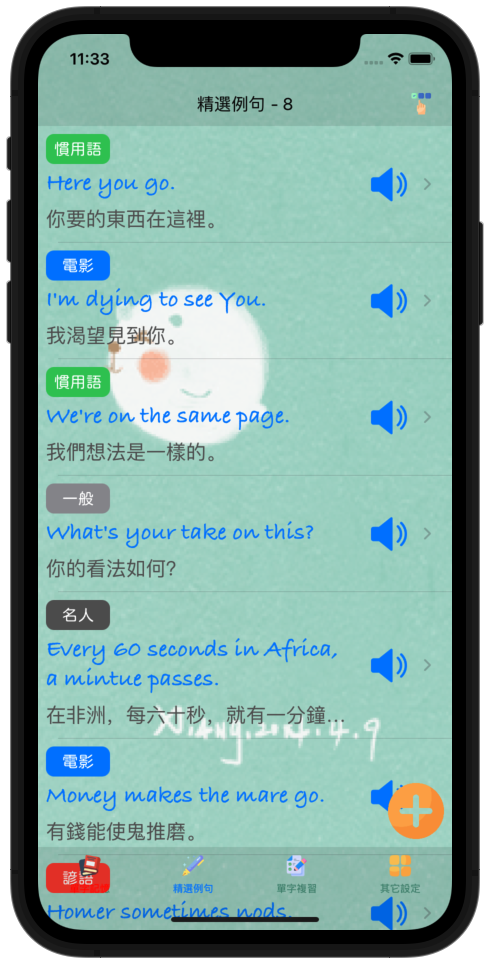 11:33
精選例句 - 8
慣用語
Here you go.
你要的東西在這裡。
電影
I'm dying to see You.
我渴望見到你。
慣用語
We're on the same page.
我們想法是一樣的。
一般
What's your take on this?
你的看法如何?
名人
Every 60 seconds in Africa,
a mintue passes.
在非洲，每六十秒，就有一分鐘...
Niang.2014.4.9
電影
Money makes the mare go.
有錢能使鬼推磨。
諺語
精選例句
單字複習
其它設定
Homer sometimes nods.